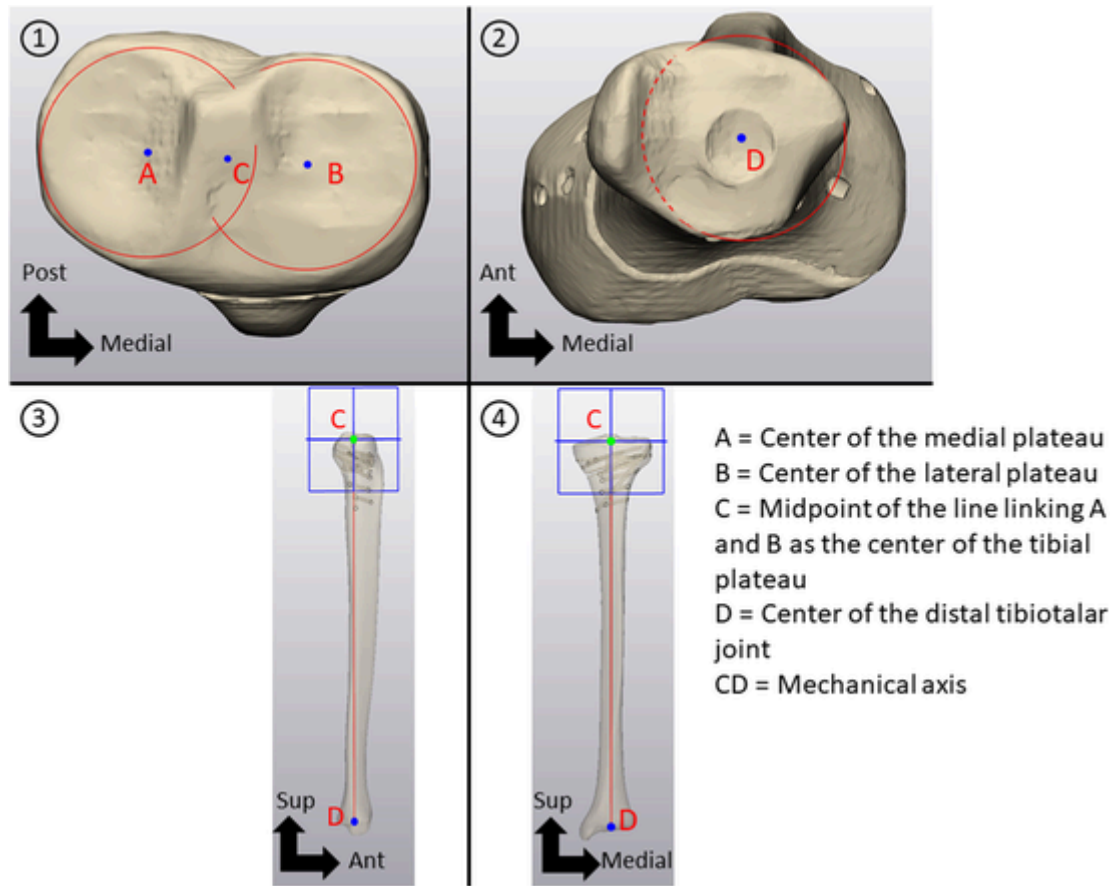 ①
②
A
C
B
D
Post
Medial
Ant
Medial
③
④
C
C
D
D
Sup
Ant
Sup
Medial
A = Center of the medial plateau
B = Center of the lateral plateau
C = Midpoint of the line linking A
and B as the center of the tibial
plateau
D = Center of the distal tibiotalar
joint
CD = Mechanical axis